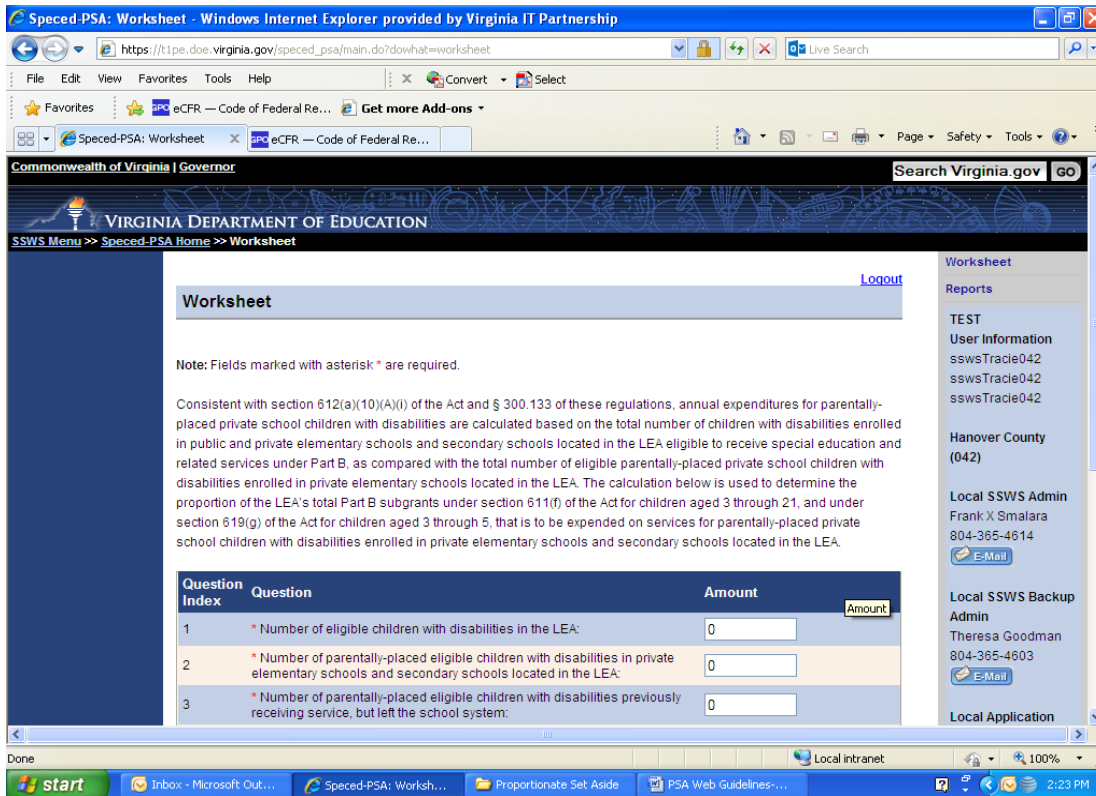 Speced-PSA: Worksheet - Windows Internet Explorer provided by Virginia IT Partnership
https://t1pe.doe.virginia.gov/speced_psa/main.do?dowhat=worksheet
Live Search
File Edit View Favorites Tools Help
Convert Select
Favorites GPO eCFR — Code of Federal Re... Get more Add-ons
Speced-PSA: Worksheet X GPO eCFR — Code of Federal Re...
Page Safety Tools
Commonwealth of Virginia | Governor
Search Virginia.gov GO
VIRGINIA DEPARTMENT OF EDUCATION
SSWS Menu >> Speced-PSA Home >> Worksheet
Logout
Worksheet
Note: Fields marked with asterisk * are required.
Consistent with section 612(a)(10)(A)(i) of the Act and § 300.133 of these regulations, annual expenditures for parentally-
placed private school children with disabilities are calculated based on the total number of children with disabilities enrolled
in public and private elementary schools and secondary schools located in the LEA eligible to receive special education and
related services under Part B, as compared with the total number of eligible parentally-placed private school children with
disabilities enrolled in private elementary schools located in the LEA. The calculation below is used to determine the
proportion of the LEA's total Part B subgrants under section 611(f) of the Act for children aged 3 through 21, and under
section 619(g) of the Act for children aged 3 through 5, that is to be expended on services for parentally-placed private
school children with disabilities enrolled in private elementary schools and secondary schools located in the LEA.
Question Index Question Amount
Amount
1 * Number of eligible children with disabilities in the LEA: 0
2 * Number of parentally-placed eligible children with disabilities in private
elementary schools and secondary schools located in the LEA: 0
3 * Number of parentally-placed eligible children with disabilities previously
receiving service, but left the school system: 0
Worksheet
Reports
TEST
User Information
sswsTracie042
sswsTracie042
sswsTracie042
Hanover County
(042)
Local SSWS Admin
Frank X Smalara
804-365-4614
E-Mail
Local SSWS Backup
Admin
Theresa Goodman
804-365-4603
E-Mail
Local Application
Done
Local intranet
100%
start
Inbox - Microsoft Out...
Speced-PSA: Worksh...
Proportionate Set Aside
PSA Web Guidelines-...
2:23 PM